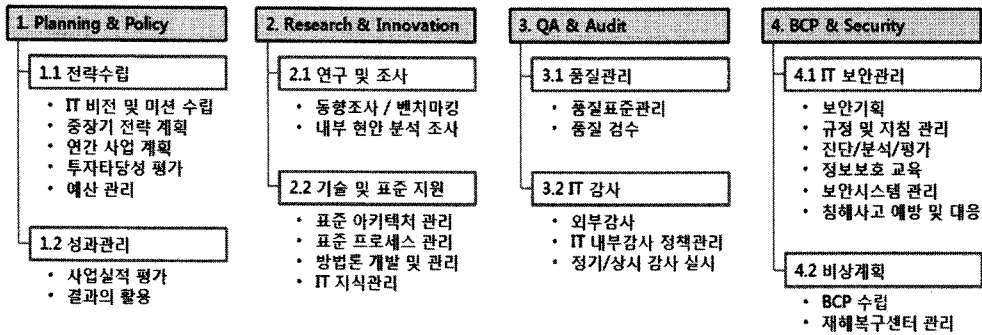 1. Planning & Policy
1.1 전략수립
• IT 비전 및 미션 수립
• 중장기 전략 계획
• 연간 사업 계획
• 투자타당성 평가
• 예산 관리
1.2 성과관리
• 사업실적 평가
• 결과의 활용
2. Research & Innovation
2.1 연구 및 조사
• 동향조사 / 벤치마킹
• 내부 현안 분석 조사
2.2 기술 및 표준 지원
• 표준 아키텍처 관리
• 표준 프로세스 관리
• 방법론 개발 및 관리
• IT 지식관리
3. QA & Audit
3.1 품질관리
• 품질표준관리
• 품질 검수
3.2 IT 감사
• 외부감사
• IT 내부감사 정책관리
• 정기/상시 감사 실시
4. BCP & Security
4.1 IT 보안관리
• 보안기획
• 규정 및 지침 관리
• 진단/분석/평가
• 정보보호 교육
• 보안시스템 관리
• 침해사고 예방 및 대응
4.2 비상계획
• BCP 수립
• 재해복구센터 관리